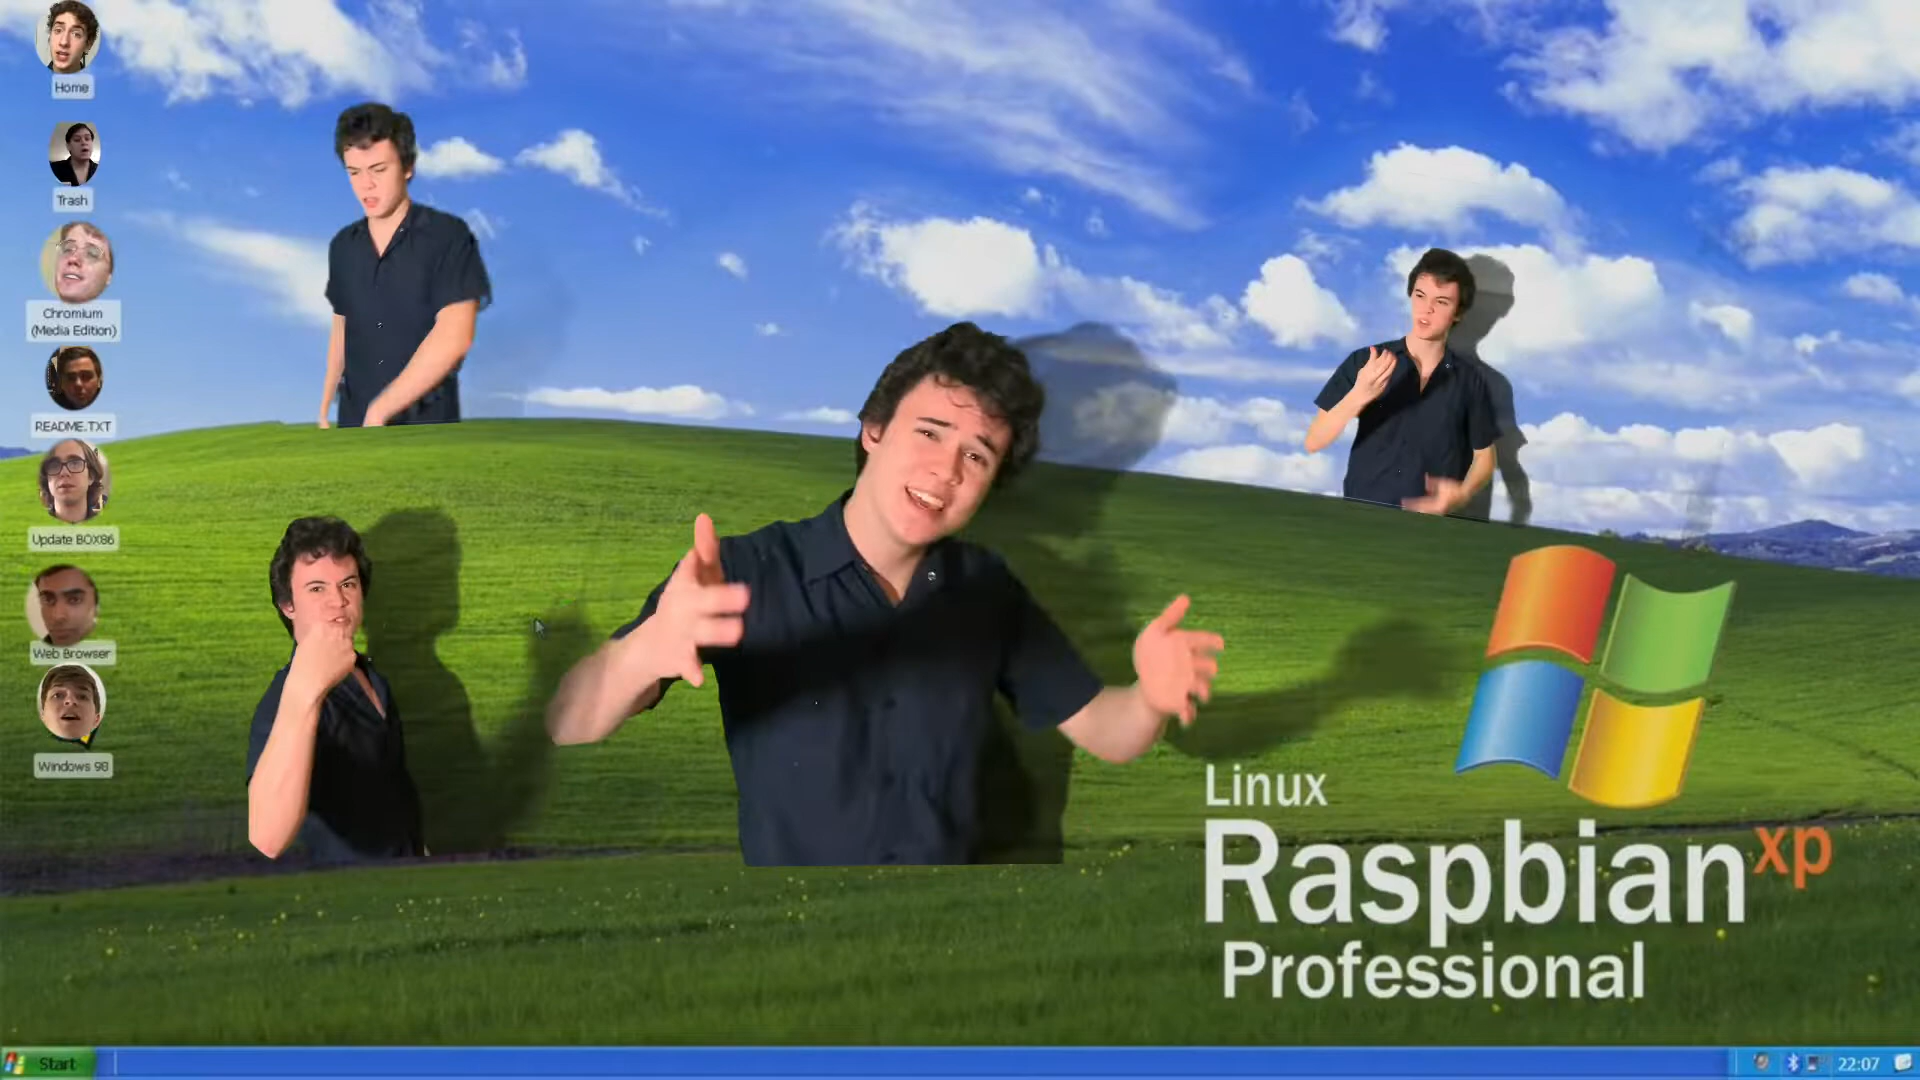 Home
Trash
Chromium
(Media Edition)
README.TXT
Update BOX86
Web Browser
Windows 98
Linux
Raspbian xp
Professional
Start
22:07